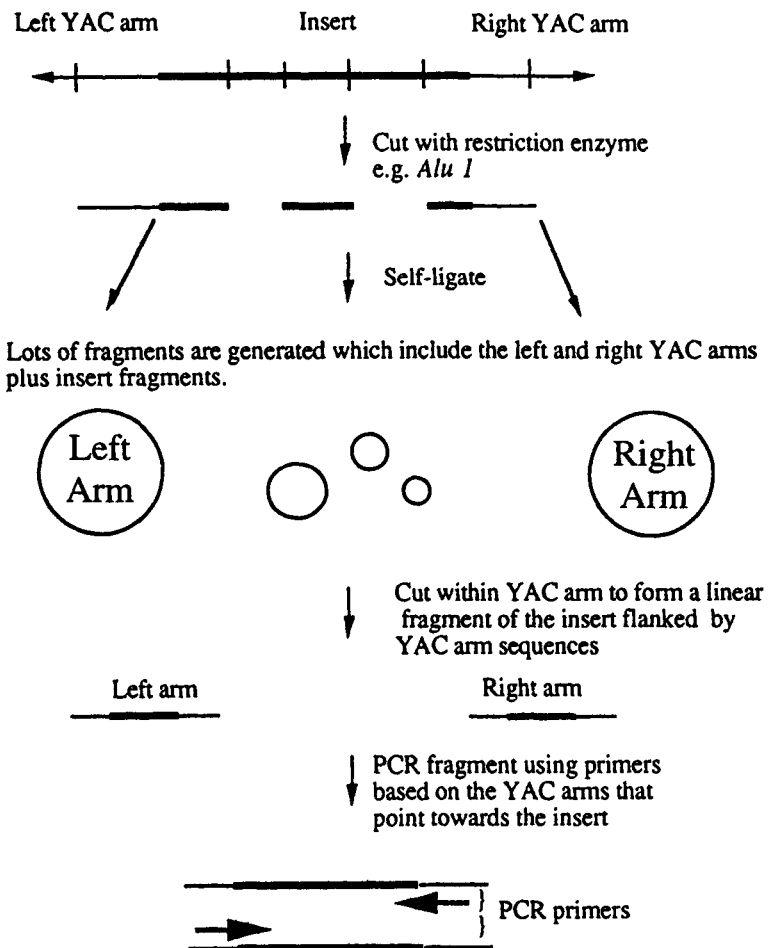 Left YAC arm
Insert
Right YAC arm
Cut with restriction enzyme
e.g. Alu 1
Self-ligate
Lots of fragments are generated which include the left and right YAC arms
plus insert fragments.
Left
Arm
Right
Arm
Cut within YAC arm to form a linear
fragment of the insert flanked by
YAC arm sequences
Left arm
Right arm
PCR fragment using primers
based on the YAC arms that
point towards the insert
PCR primers